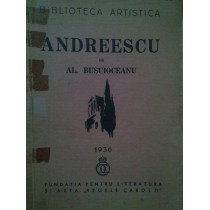 BIBLIOTECA ARTISTICA
ANDREESCU
DE
AL. BUSUIOCEANU
1936
FUNDAȚIA PENTRU LITERATURĂ
ȘI ARTĂ „REGELE CAROL II”